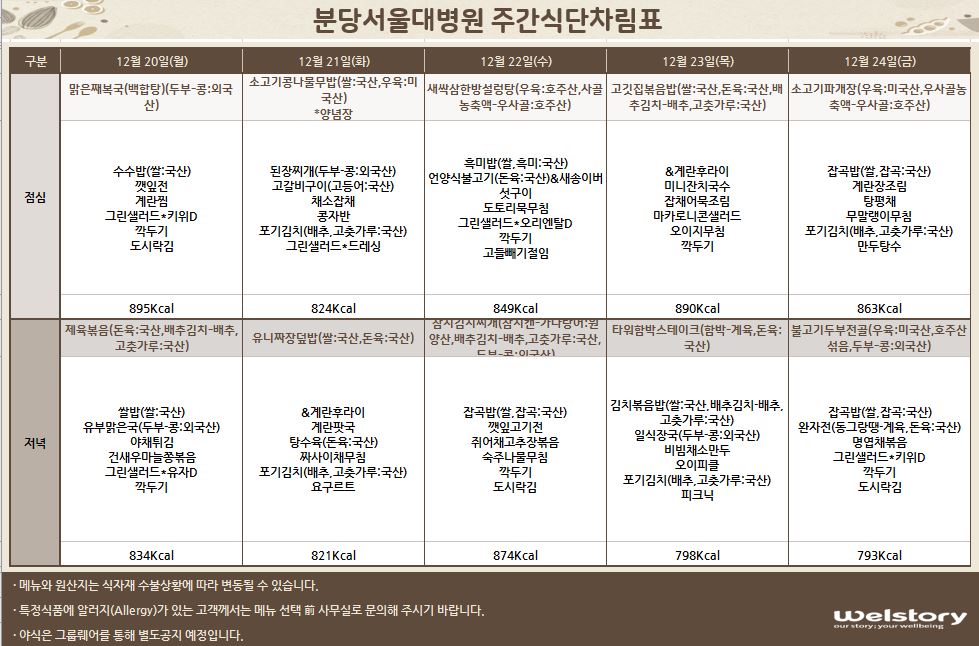 분당서울대병원 주간식단차림표
구분
12월 20일(월)
12월 21일(화)
12월 22일(수)
12월 23일(목)
12월 24일(금)
점심
맑은째복국(백합탕)(두부-콩:외국
산)
수수밥(쌀:국산)
깻잎전
계란찜
그린샐러드*키위D
깍두기
도시락김
895Kcal
소고기콩나물무밥(쌀:국산,우육:미
국산)
*양념장
된장찌개(두부-콩:외국산)
고갈비구이(고등어:국산)
채소잡채
콩자반
포기김치(배추,고춧가루:국산)
그린샐러드*드레싱
824Kcal
새싹삼한방설렁탕(우육:호주산,사골
농축액-우사골:호주산)
흑미밥(쌀,흑미:국산)
언양식불고기(돈육:국산)&새송이버
섯구이
도토리묵무침
그린샐러드*오리엔탈D
깍두기
고들빼기절임
849Kcal
고깃집볶음밥(쌀:국산,돈육:국산,배
추김치-배추,고춧가루:국산)
&계란후라이
미니잔치국수
잡채어묵조림
마카로니콘샐러드
오이지무침
깍두기
890Kcal
소고기파개장(우육:미국산,우사골농
축액-우사골:호주산)
잡곡밥(쌀,잡곡:국산)
계란장조림
탕평채
무말랭이무침
포기김치(배추,고춧가루:국산)
만두탕수
863Kcal
저녁
제육볶음(돈육:국산,배추김치-배추,
고춧가루:국산)
쌀밥(쌀:국산)
유부맑은국(두부-콩:외국산)
야채튀김
건새우마늘쫑볶음
그린샐러드*유자D
깍두기
834Kcal
유니짜장덮밥(쌀:국산,돈육:국산)
&계란후라이
계란팟국
탕수육(돈육:국산)
짜사이채무침
포기김치(배추,고춧가루:국산)
요구르트
821Kcal
참치김치찌개(참치캔-가다랑어:원
양산,배추김치-배추,고춧가루:국산,
두부-콩:외국산)
잡곡밥(쌀,잡곡:국산)
깻잎고기전
쥐어채고추장볶음
숙주나물무침
깍두기
도시락김
874Kcal
타워함박스테이크(함박-계육,돈육:
국산)
김치볶음밥(쌀:국산,배추김치-배추,
고춧가루:국산)
일식장국(두부-콩:외국산)
비빔채소만두
오이피클
포기김치(배추,고춧가루:국산)
피크닉
798Kcal
불고기두부전골(우육:미국산,호주산
섞음,두부-콩:외국산)
잡곡밥(쌀,잡곡:국산)
완자전(동그랑땡-계육,돈육:국산)
명엽채볶음
그린샐러드*키위D
깍두기
도시락김
793Kcal
· 메뉴와 원산지는 식자재 수불상황에 따라 변동될 수 있습니다.
· 특정식품에 알러지(Allergy)가 있는 고객께서는 메뉴 선택 前 사무실로 문의해 주시기 바랍니다.
· 야식은 그룹웨어를 통해 별도공지 예정입니다.
welstory
our story; your wellbeing